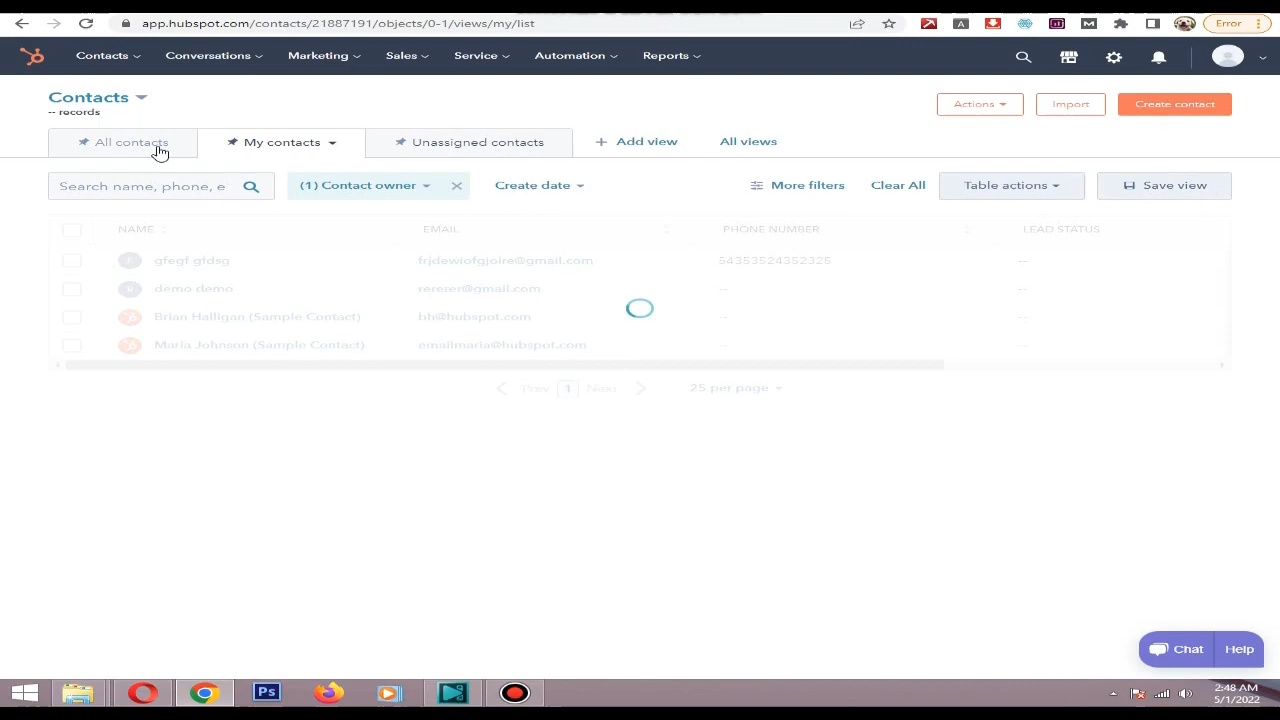 app.hubspot.com/contacts/21887191/objects/0-1/views/my/list
Error
Contacts
Conversations
Marketing
Sales
Service
Automation
Reports
Contacts
-- records
Actions
Import
Create contact
All contacts
My contacts
Unassigned contacts
+ Add view
All views
Search name, phone, e
(1) Contact owner
Create date
More filters
Clear All
Table actions
Save view
NAME
EMAIL
PHONE NUMBER
LEAD STATUS
gfegf gfdsg
frjdewiofgjoire@gmail.com
54353524352325
--
demo demo
rererer@gmail.com
--
--
Brian Halligan (Sample Contact)
bh@hubspot.com
--
--
Maria Johnson (Sample Contact)
emailmaria@hubspot.com
--
--
Prev
1
Next
25 per page
Chat
Help
Ps
2:48 AM
5/1/2022